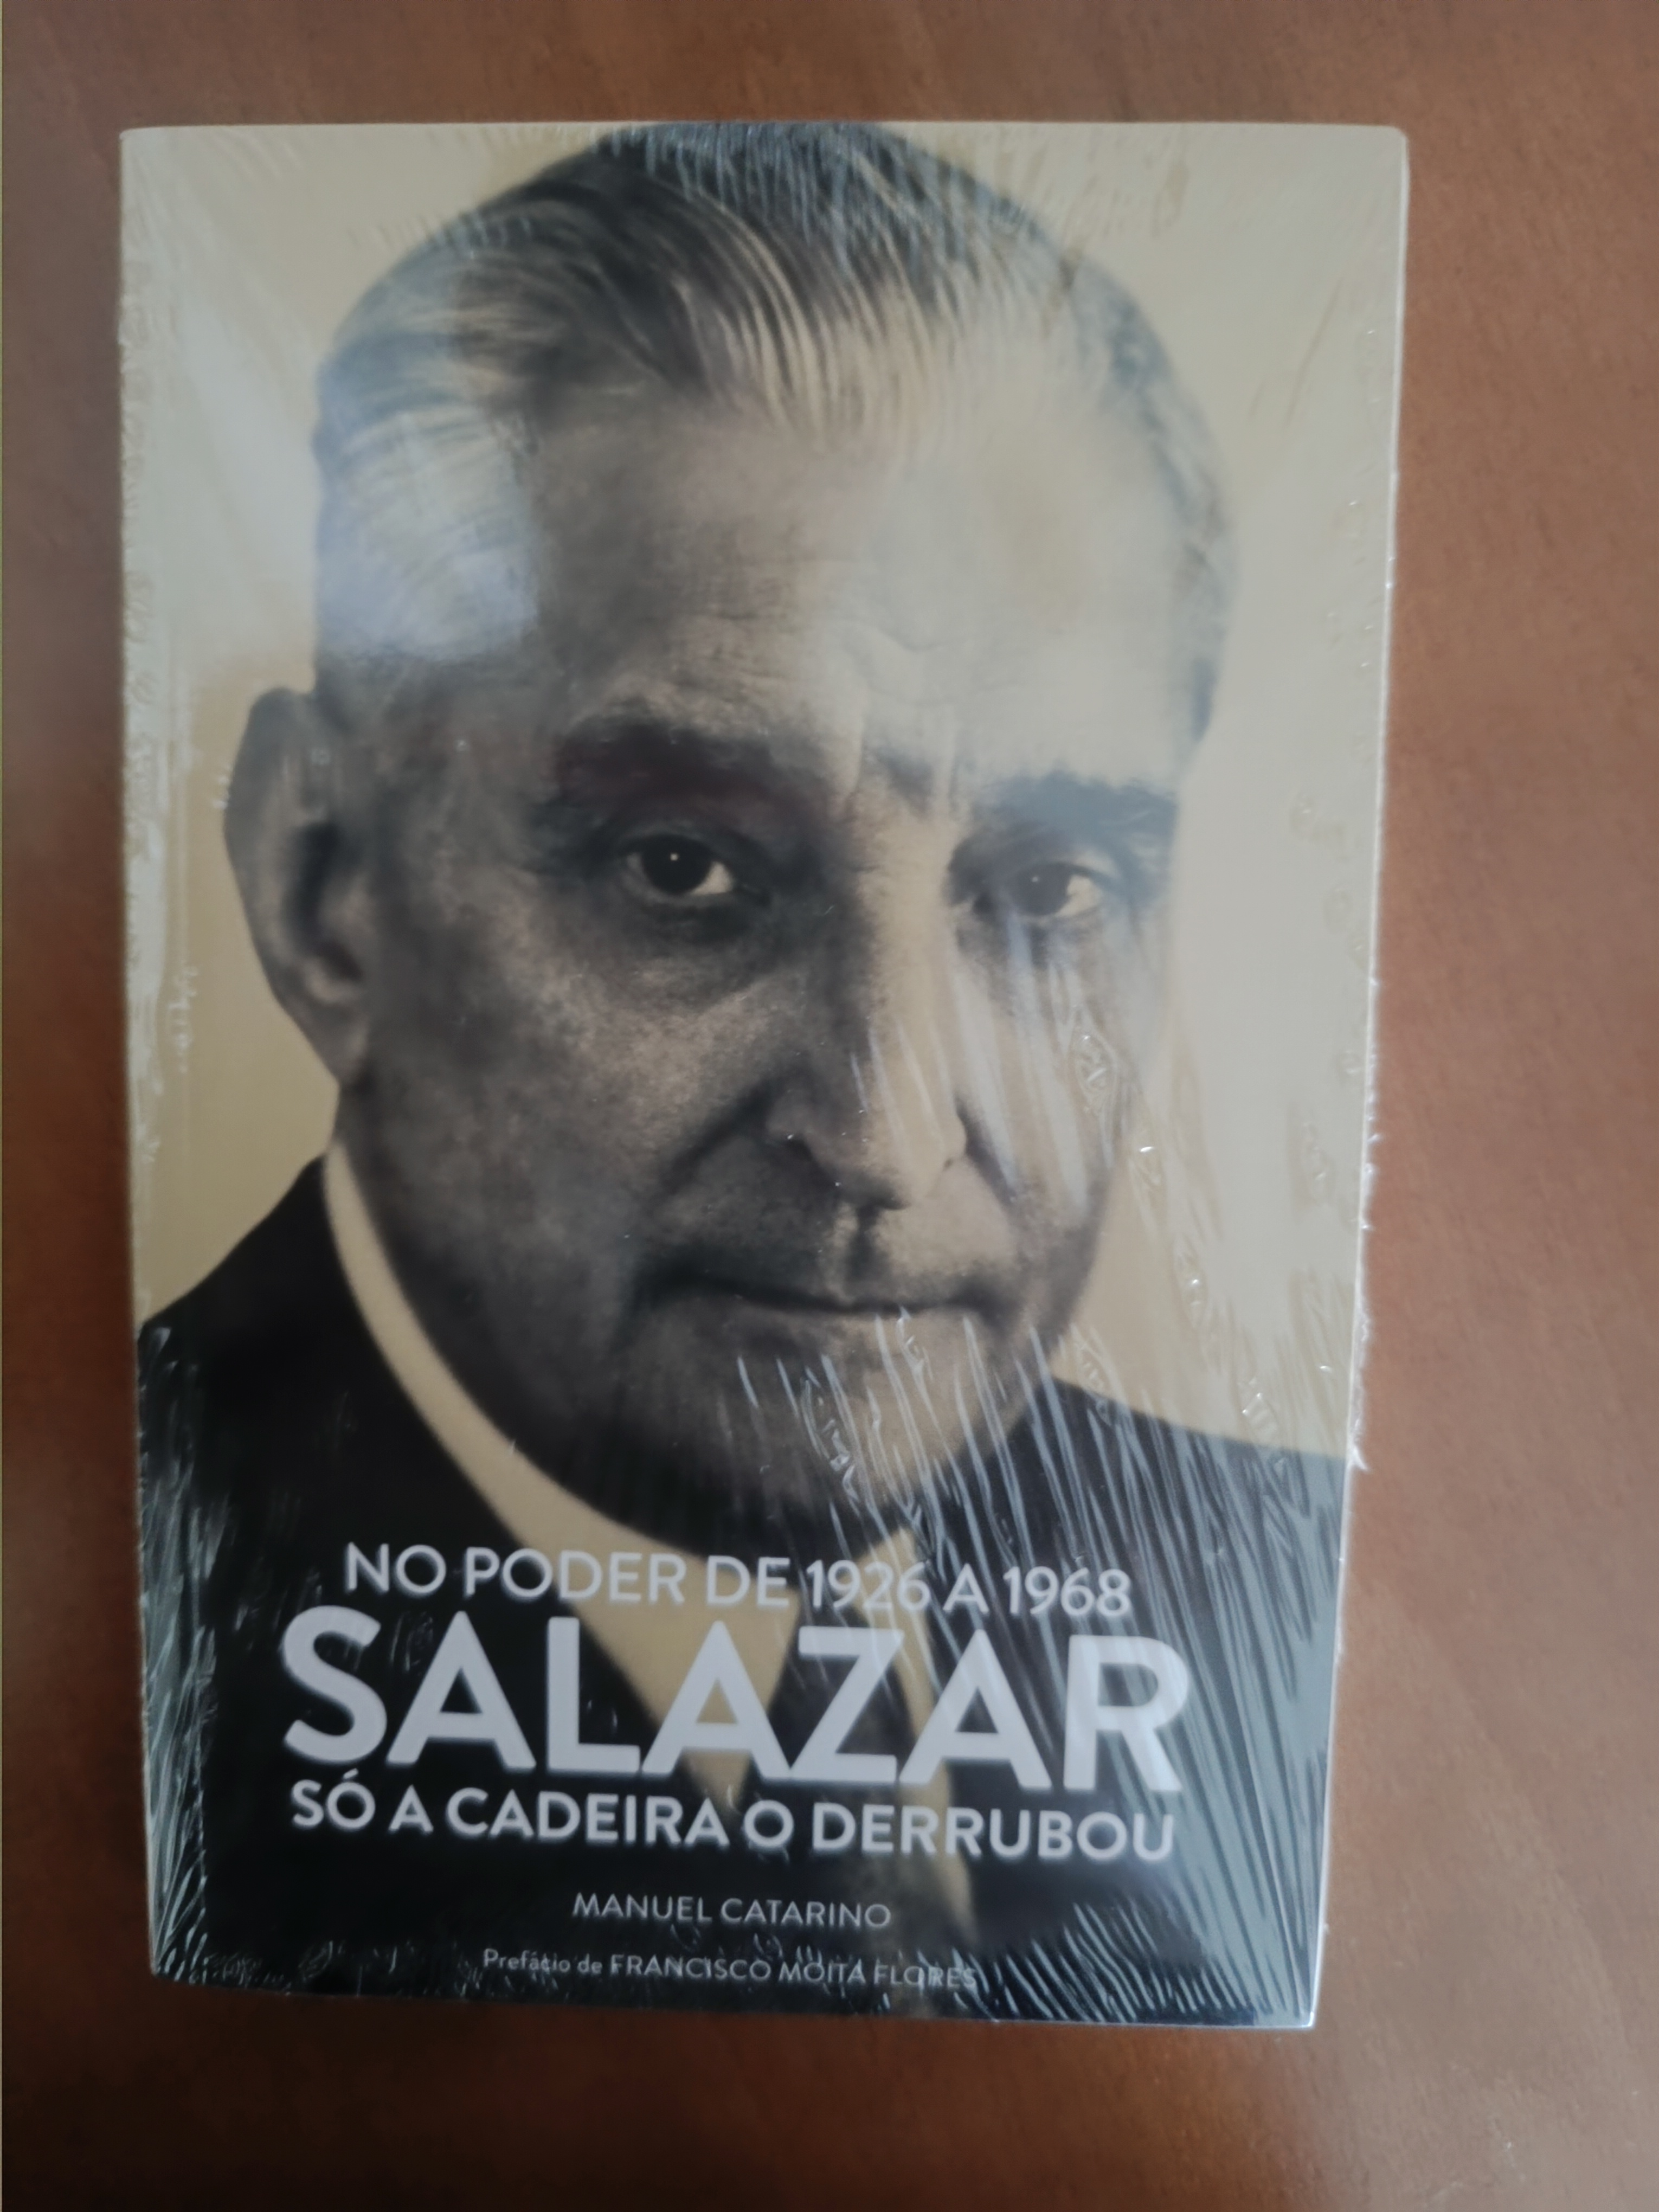 NO PODER DE 1926 A 1968
SALAZAR
SÓ A CADEIRA O DERRUBOU
MANUEL CATARINO
Prefácio de FRANCISCO MOITA FLORES